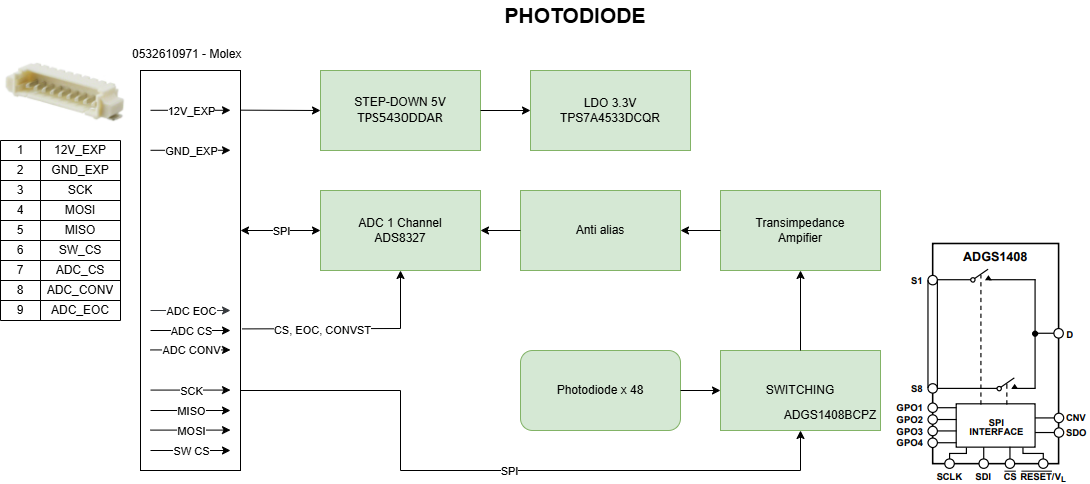 PHOTODIODE
0532610971 - Molex
1 12V_EXP
2 GND_EXP
3 SCK
4 MOSI
5 MISO
6 SW_CS
7 ADC_CS
8 ADC_CONV
9 ADC_EOC
12V_EXP
GND_EXP
SPI
ADC EOC
ADC CS
ADC CONV
SCK
MISO
MOSI
SW CS
STEP-DOWN 5V
TPS5430DDAR
LDO 3.3V
TPS7A4533DCQR
ADC 1 Channel
ADS8327
Anti alias
Transimpedance
Ampifier
CS, EOC, CONVST
Photodiode x 48
SWITCHING
ADGS1408BCPZ
SPI
ADGS1408
S1
D
S8
GPO1
GPO2
GPO3
GPO4
SPI
INTERFACE
CNV
SDO
SCLK
SDI
CS
RESET/VL